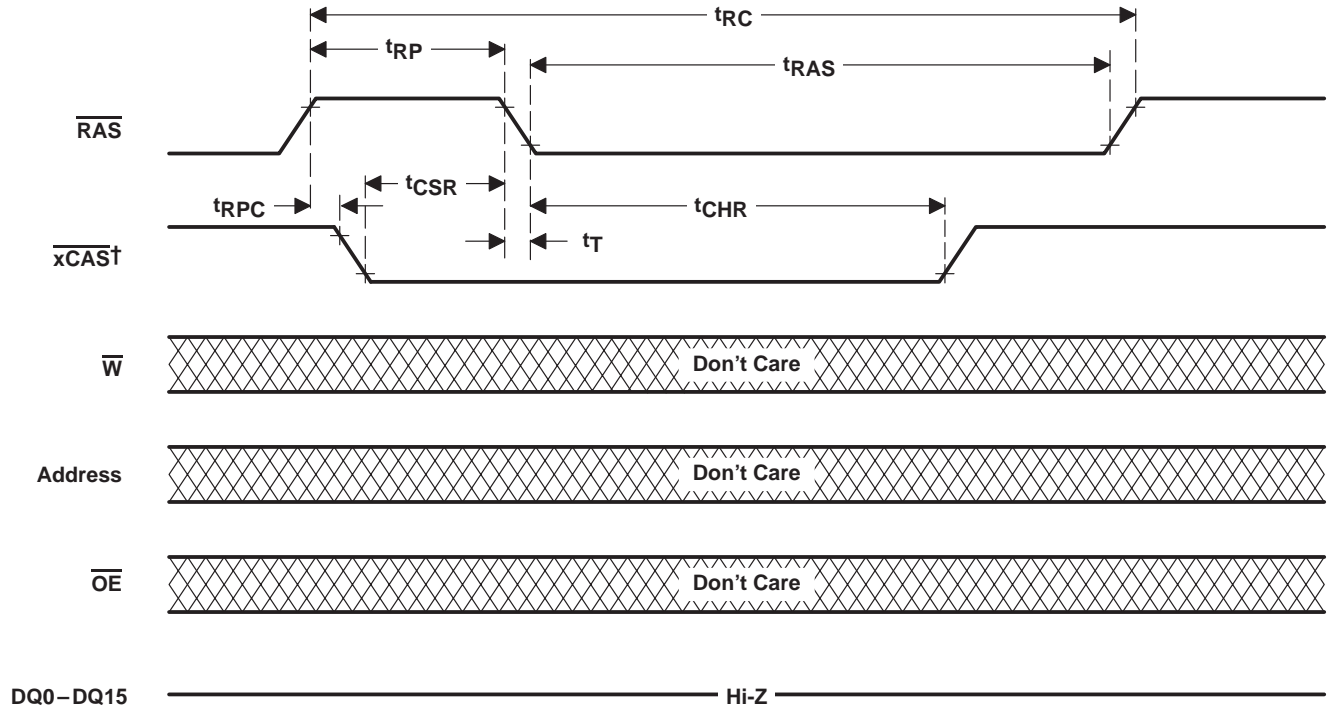 tRC
tRP
tRAS
RAS
tCSR
tRPC
tCHR
xCAS†
tT
W
Don't Care
Address
Don't Care
OE
Don't Care
DQ0–DQ15
Hi-Z